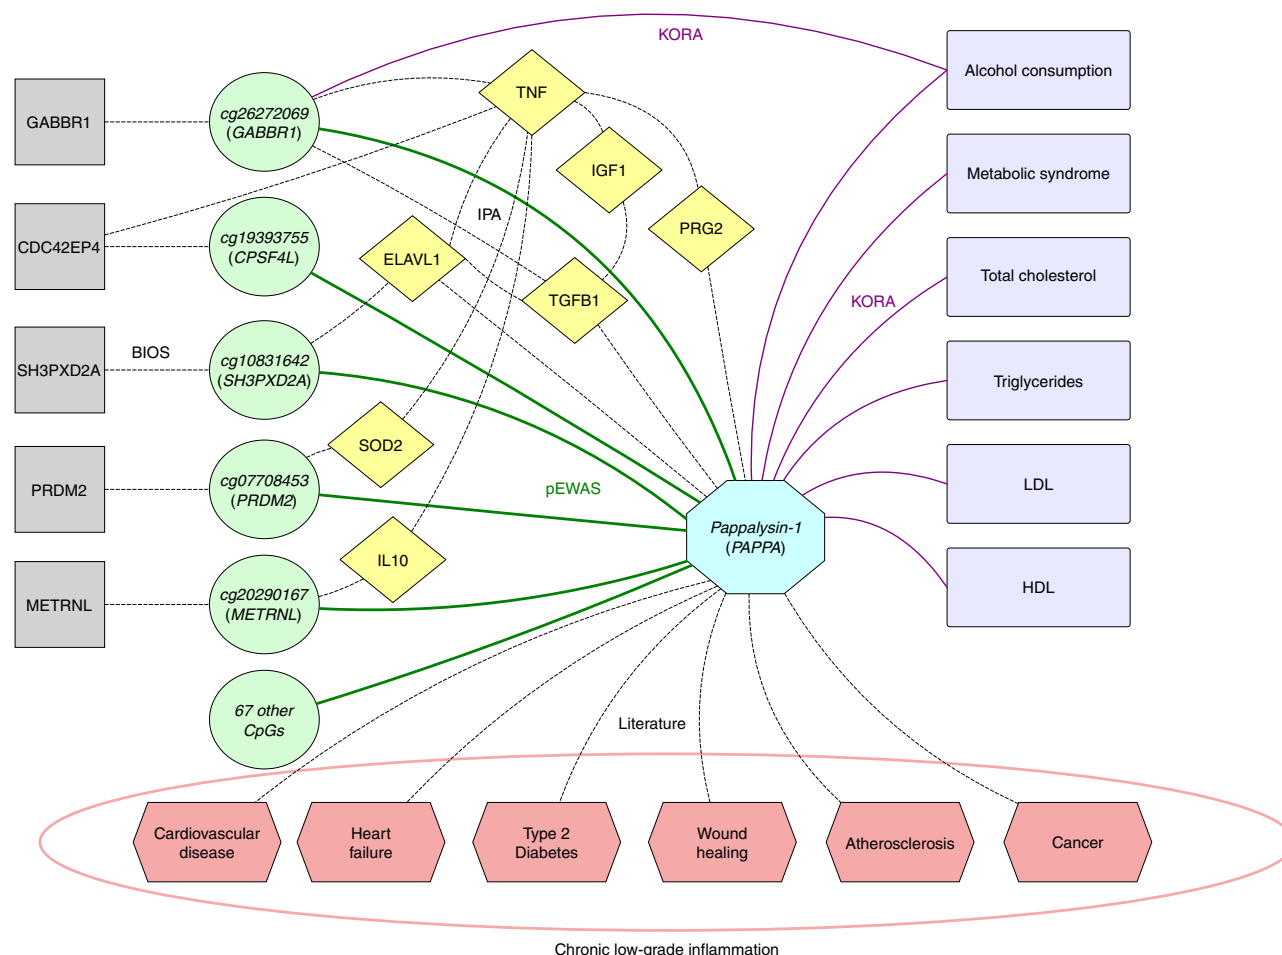 KORA
Alcohol consumption
TNF
cg26272069
(GABBR1)
GABBR1
IGF1
Metabolic syndrome
IPA
PRG2
CDC42EP4
cg19393755
(CPSF4L)
ELAVL1
TGFB1
Total cholesterol
KORA
BIOS
SH3PXD2A
cg10831642
(SH3PXD2A)
Triglycerides
SOD2
PRDM2
cg07708453
(PRDM2)
pEWAS
LDL
Pappalysin-1
(PAPPA)
IL10
METRNL
cg20290167
(METRNL)
HDL
67 other
CpGs
Literature
Cardiovascular
disease
Heart
failure
Type 2
Diabetes
Wound
healing
Atherosclerosis
Cancer
Chronic low-grade inflammation